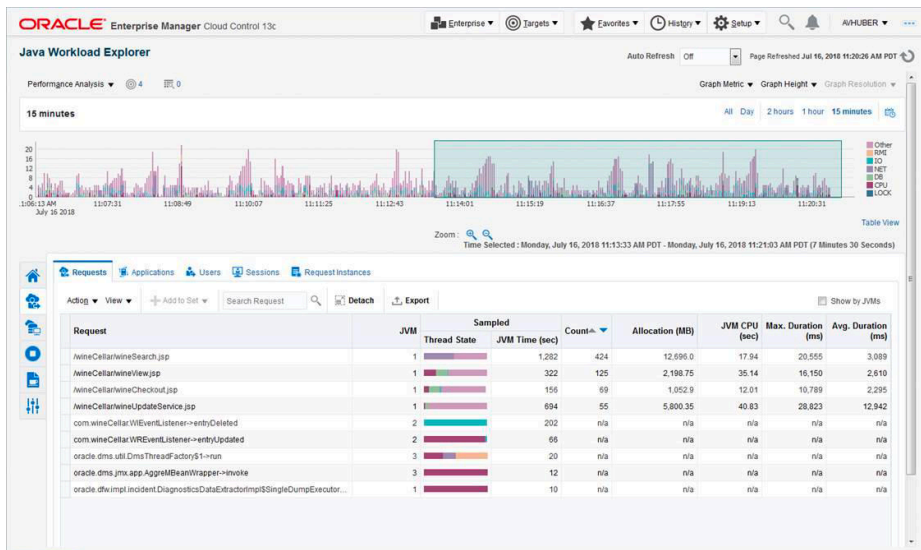 ORACLE Enterprise Manager Cloud Control 13c Enterprise Targets Favorites History Setup AVHUBER
Java Workload Explorer
Auto Refresh Off Page Refreshed Jul 16, 2018 11:20:26 AM PDT
Performance Analysis 4 0 Graph Metric Graph Height Graph Resolution
15 minutes All Day 2 hours 1 hour 15 minutes
20
16
12
8
4
0
Other
RMI
IO
NET
DB
CPU
LOCK
1:06:13 AM 11:07:31 11:08:49 11:10:07 11:11:25 11:12:43 11:14:01 11:15:19 11:16:37 11:17:55 11:19:13 11:20:31
July 16 2018
Table View
Zoom :
Time Selected : Monday, July 16, 2018 11:13:33 AM PDT - Monday, July 16, 2018 11:21:03 AM PDT (7 Minutes 30 Seconds)
Requests Applications Users Sessions Request Instances
Action View Add to Set Search Request Detach Export Show by JVMs
Request JVM Sampled Count Allocation (MB) JVM CPU (sec) Max. Duration (ms) Avg. Duration (ms)
Thread State JVM Time (sec)
/wineCellar/wineSearch.jsp 1 1,282 424 12,696.0 17.94 20,555 3,089
/wineCellar/wineView.jsp 1 322 125 2,198.75 35.14 16,150 2,610
/wineCellar/wineCheckout.jsp 1 156 69 1,052.9 12.01 10,789 2,295
/wineCellar/wineUpdateService.jsp 1 694 55 5,800.35 40.83 28,823 12,942
com.wineCellar.WIEventListener->entryDeleted 2 202 n/a n/a n/a n/a n/a
com.wineCellar.WREventListener->entryUpdated 2 66 n/a n/a n/a n/a n/a
oracle.dms.util.DmsThreadFactory$1->run 3 20 n/a n/a n/a n/a n/a
oracle.dms.jmx.app.AggreMBeanWrapper->invoke 3 12 n/a n/a n/a n/a n/a
oracle.dfw.impl.incident.DiagnosticsDataExtractorImpl$SingleDumpExecutor... 1 10 n/a n/a n/a n/a n/a